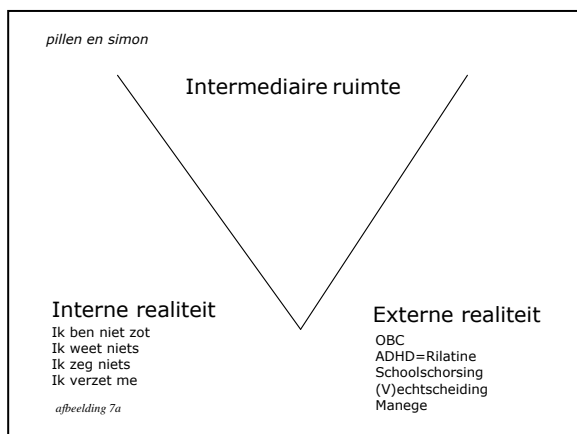 pillen en simon
Intermediaire ruimte
Interne realiteit
Ik ben niet zot
Ik weet niets
Ik zeg niets
Ik verzet me
afbeelding 7a
Externe realiteit
OBC
ADHD=Rilatine
Schoolschorsing
(V)echtscheiding
Manege